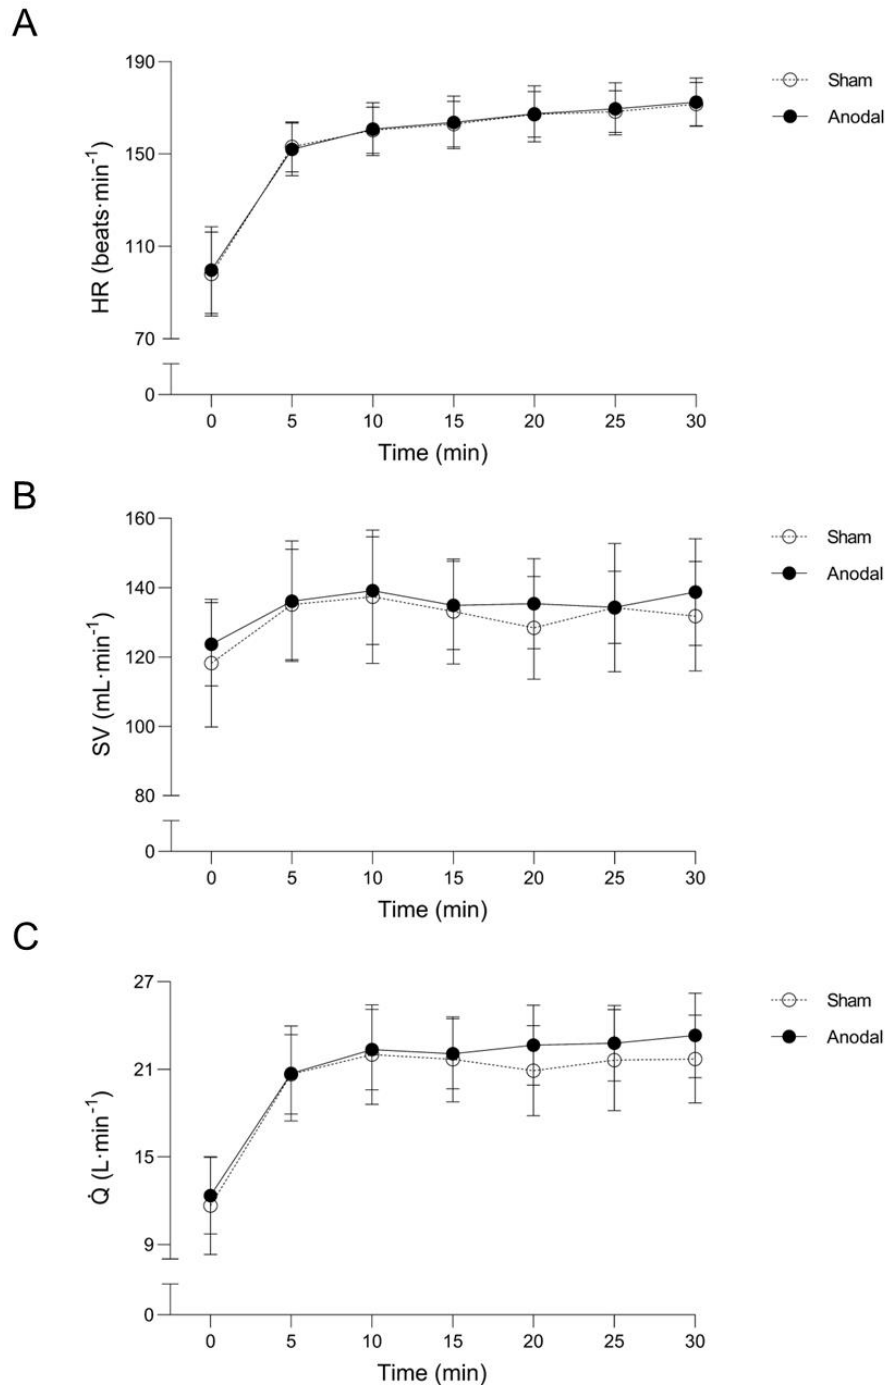 A
190
150
110
70
0
HR (beats·min⁻¹)
0 5 10 15 20 25 30
Time (min)
Sham
Anodal
B
160
140
120
100
80
0
SV (mL·min⁻¹)
0 5 10 15 20 25 30
Time (min)
Sham
Anodal
C
27
21
15
9
0
Q̇ (L·min⁻¹)
0 5 10 15 20 25 30
Time (min)
Sham
Anodal